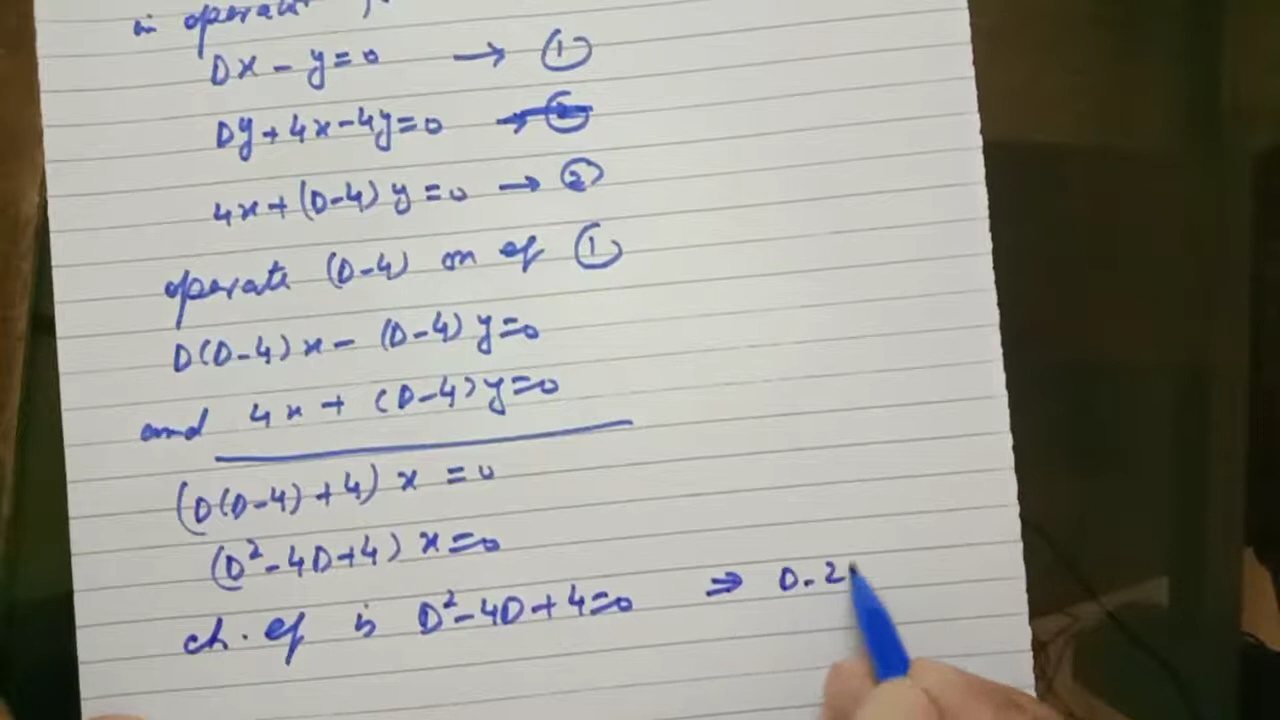 in operator
Dx - y = 0 → ①
Dy + 4x - 4y = 0 →
4x + (D-4) y = 0 → ②
operate (D-4) on eq ①
D(D-4) x - (D-4) y = 0
and 4x + (D-4) y = 0
(D(D-4) + 4) x = 0
(D² - 4D + 4) x = 0
ch. eq is D² - 4D + 4 = 0 ⇒ D-2